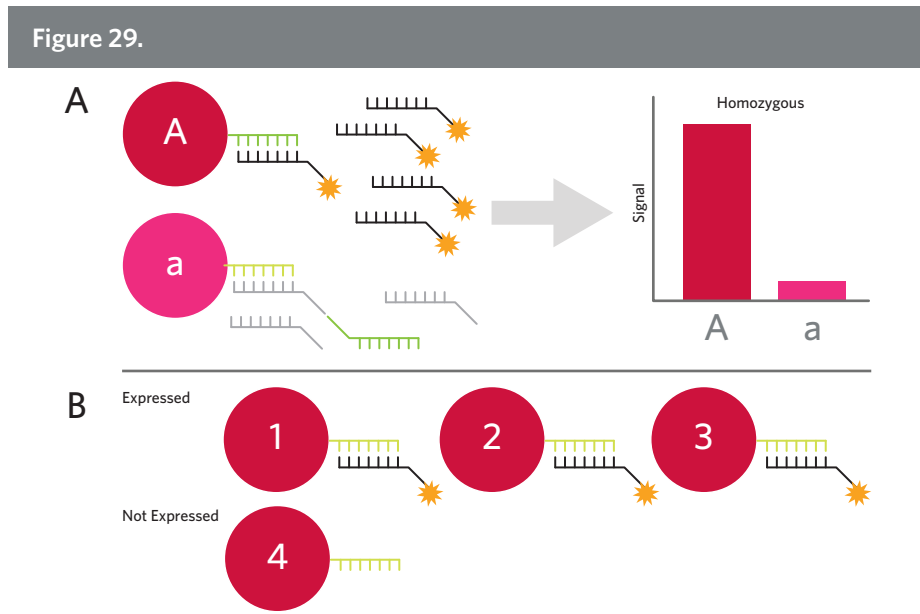 Figure 29.
A
A
a
Homozygous
Signal
A a
B
Expressed
1 2 3
Not Expressed
4